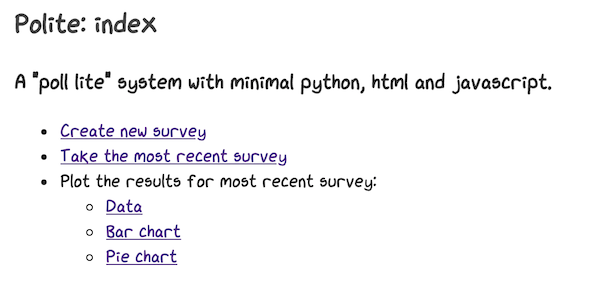 Polite: index
A "poll lite" system with minimal python, html and javascript.
Create new survey
Take the most recent survey
Plot the results for most recent survey:
Data
Bar chart
Pie chart